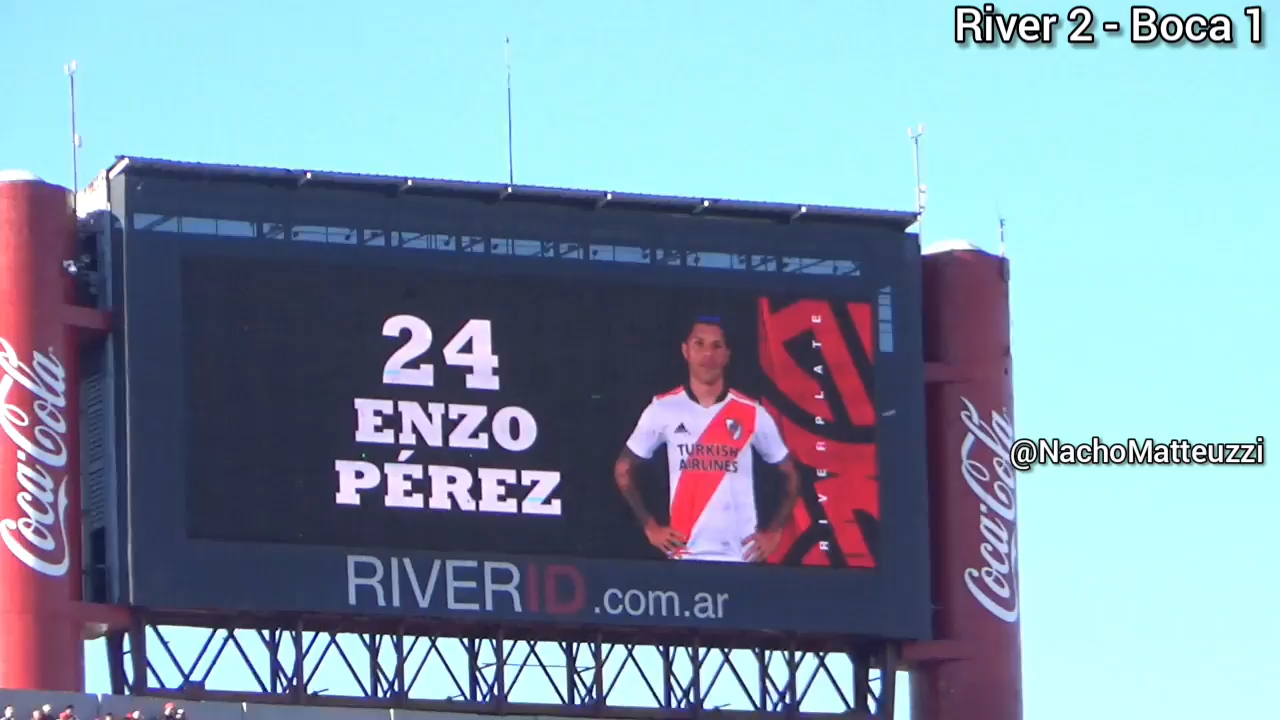 River 2 - Boca 1
24
ENZO
PÉREZ
TURKISH
AIRLINES
RIVER PLATE
RIVERID.com.ar
Coca-Cola
Coca-Cola
@NachoMatteuzzi